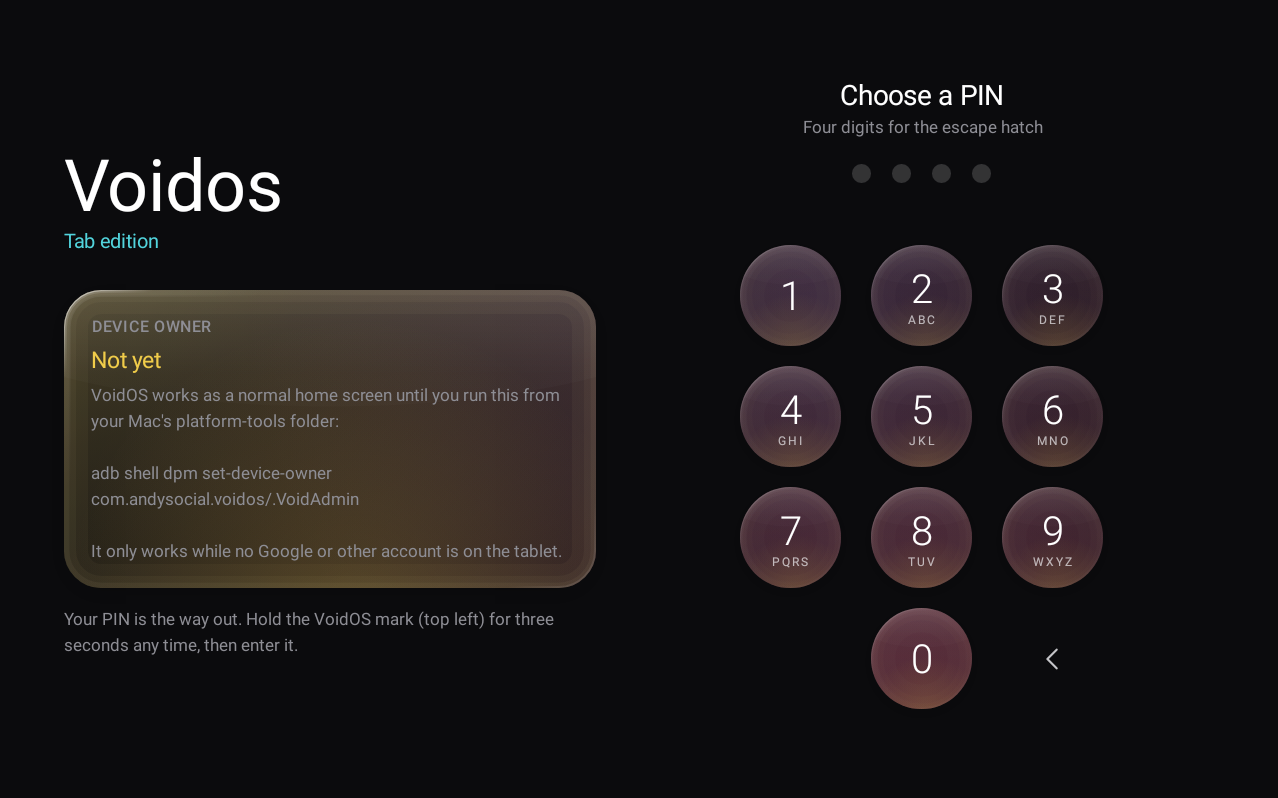 Voidos
Tab edition
DEVICE OWNER
Not yet
VoidOS works as a normal home screen until you run this from
your Mac's platform-tools folder:
adb shell dpm set-device-owner
com.andysocial.voidos/.VoidAdmin
It only works while no Google or other account is on the tablet.
Your PIN is the way out. Hold the VoidOS mark (top left) for three
seconds any time, then enter it.
Choose a PIN
Four digits for the escape hatch
1 2 3
ABC DEF
4 5 6
GHI JKL MNO
7 8 9
PQRS TUV WXYZ
0